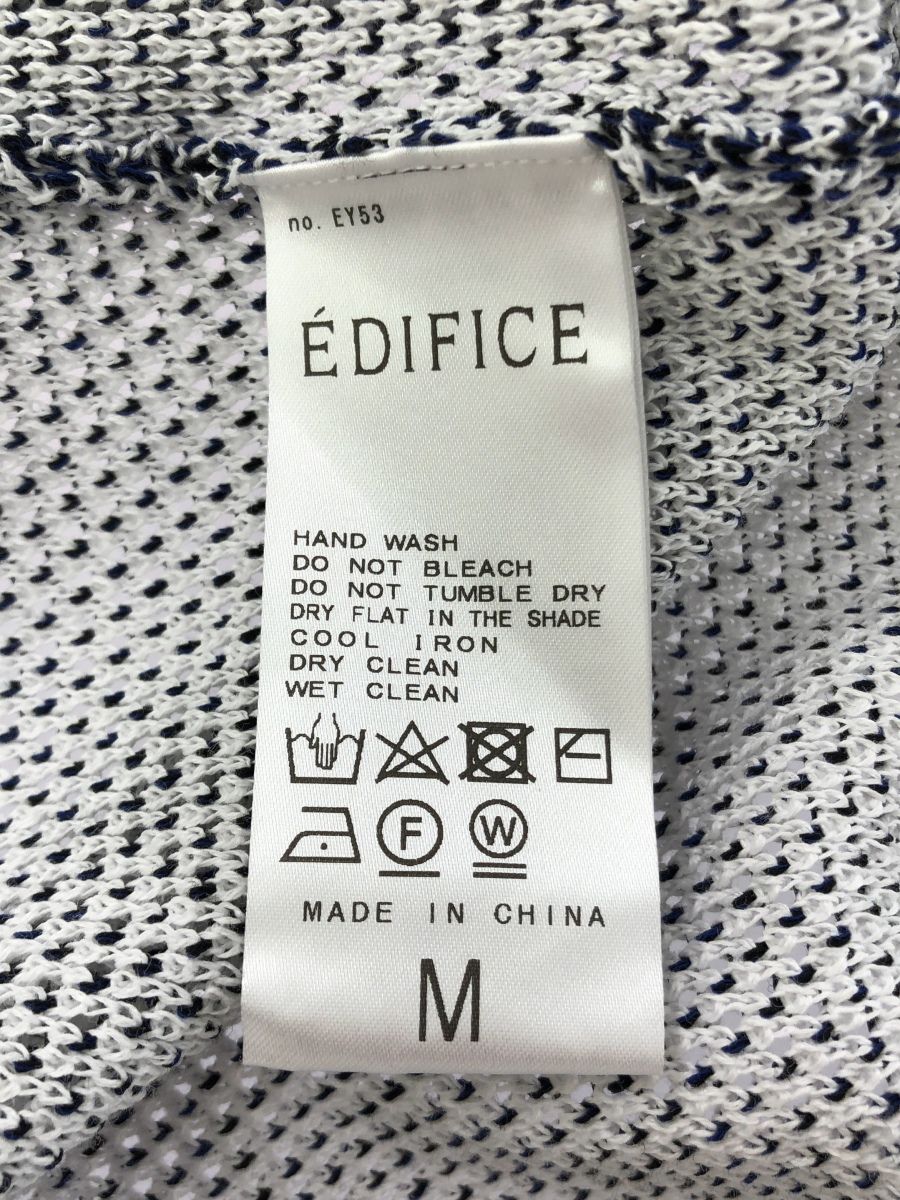 no. EY53
ÉDIFICE
HAND WASH
DO NOT BLEACH
DO NOT TUMBLE DRY
DRY FLAT IN THE SHADE
COOL IRON
DRY CLEAN
WET CLEAN
F W
MADE IN CHINA
M